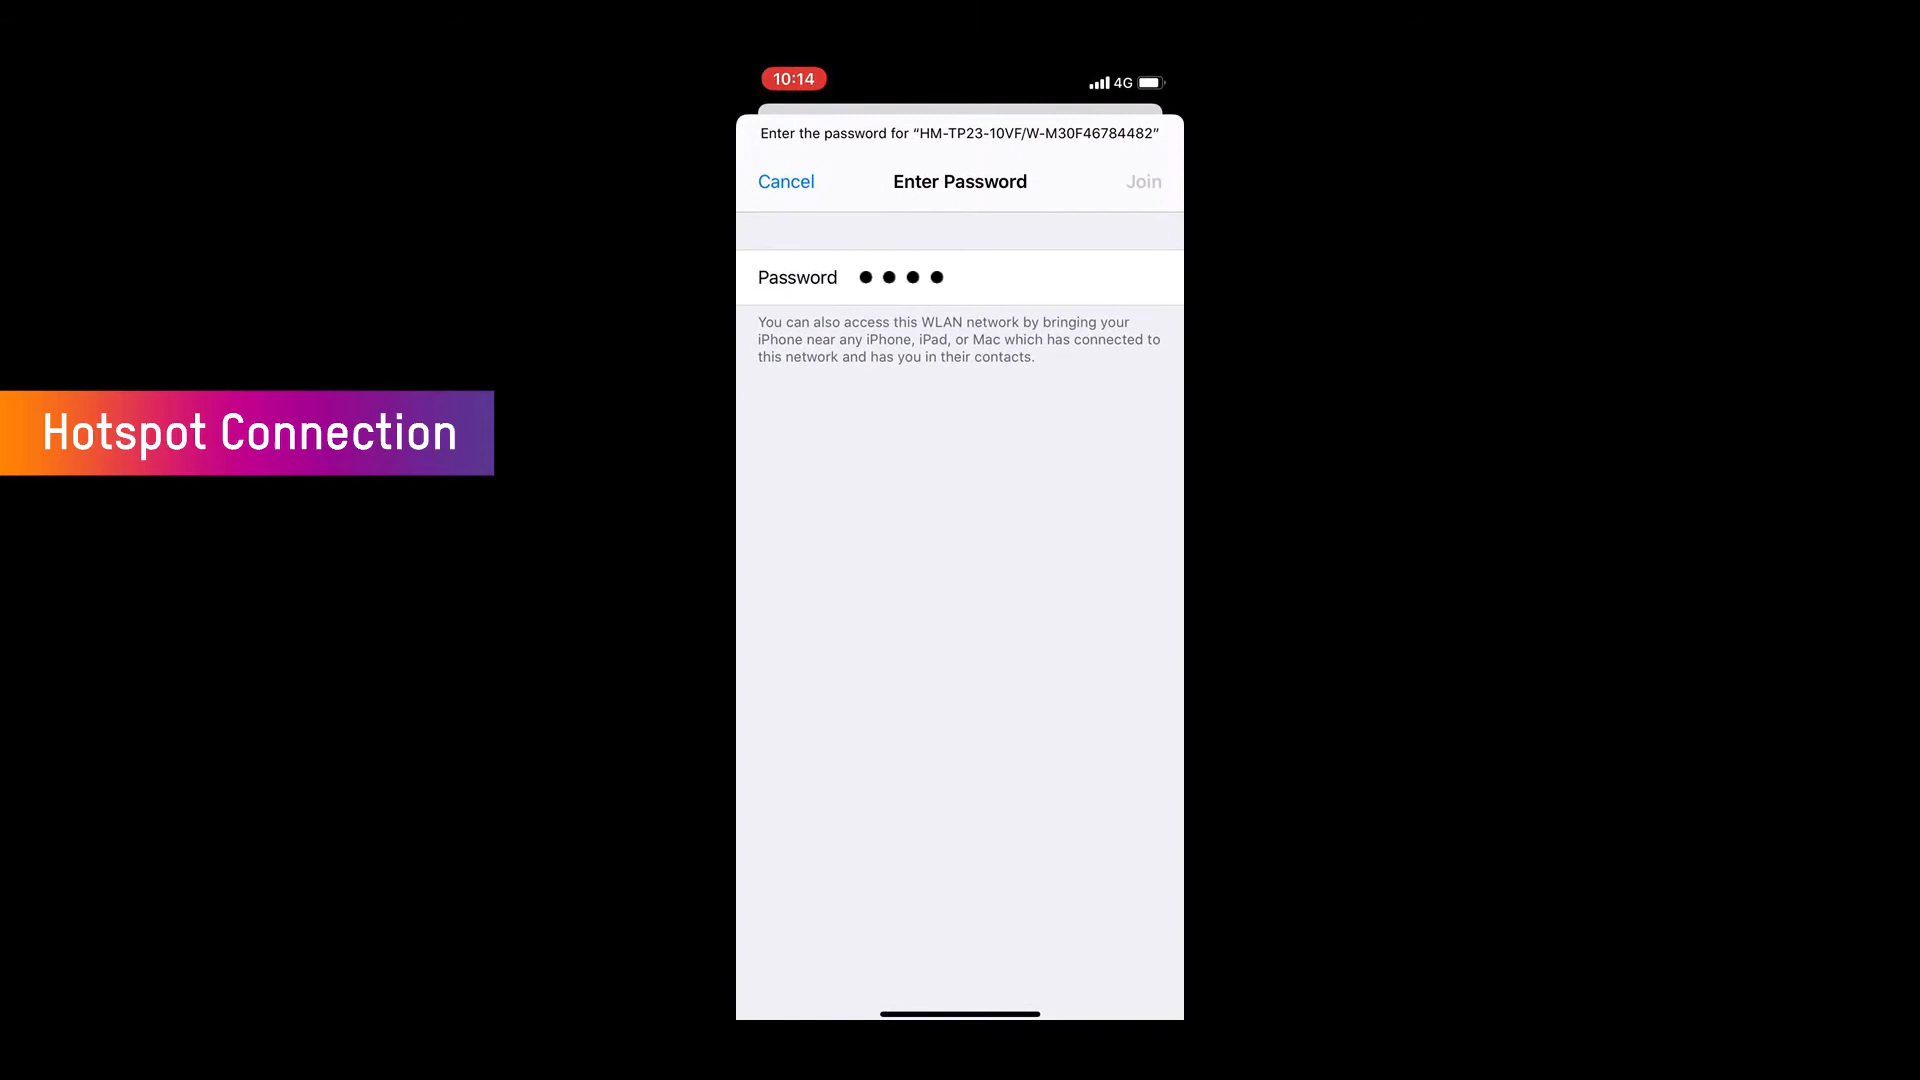 10:14
4G
Enter the password for “HM-TP23-10VF/W-M30F46784482”
Cancel
Enter Password
Join
Password ●●●●
You can also access this WLAN network by bringing your
iPhone near any iPhone, iPad, or Mac which has connected to
this network and has you in their contacts.
Hotspot Connection